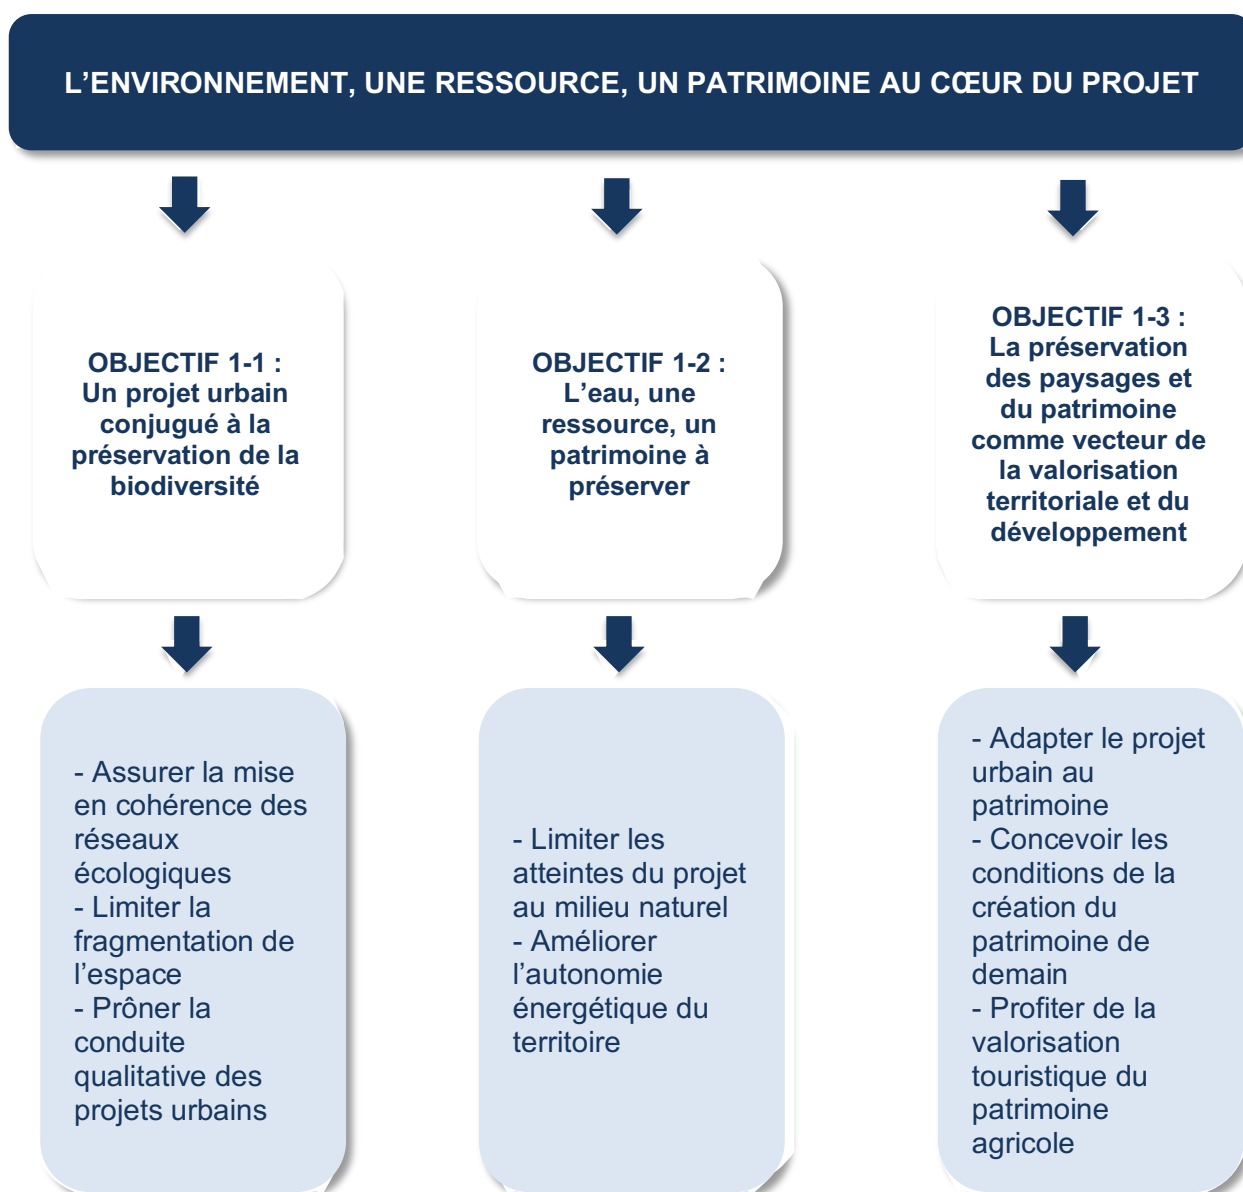 L’ENVIRONNEMENT, UNE RESSOURCE, UN PATRIMOINE AU CŒUR DU PROJET
OBJECTIF 1-1 :
Un projet urbain
conjugué à la
préservation de la
biodiversité
OBJECTIF 1-2 :
L’eau, une
ressource, un
patrimoine à
préserver
OBJECTIF 1-3 :
La préservation
des paysages et
du patrimoine
comme vecteur de
la valorisation
territoriale et du
développement
- Assurer la mise
en cohérence des
réseaux
écologiques
- Limiter la
fragmentation de
l’espace
- Prôner la
conduite
qualitative des
projets urbains
- Limiter les
atteintes du projet
au milieu naturel
- Améliorer
l’autonomie
énergétique du
territoire
- Adapter le projet
urbain au
patrimoine
- Concevoir les
conditions de la
création du
patrimoine de
demain
- Profiter de la
valorisation
touristique du
patrimoine
agricole